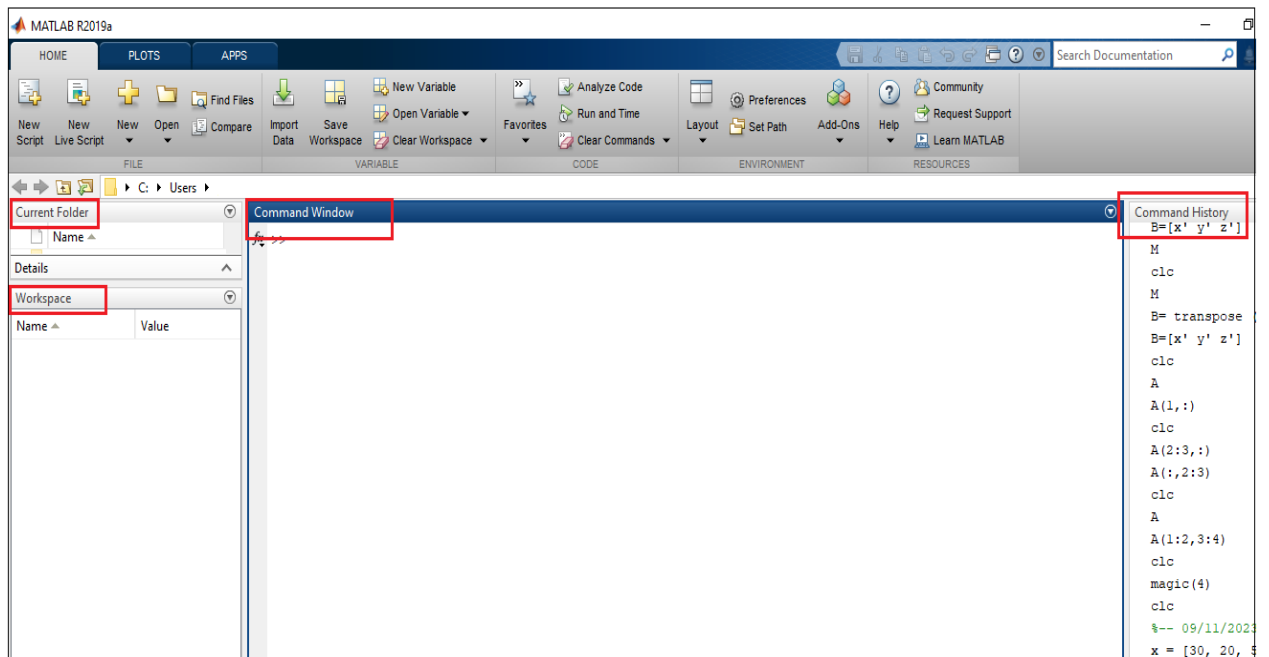 MATLAB R2019a
HOME PLOTS APPS
Search Documentation
New Script
New Live Script
New
Open
Find Files
Compare
FILE
Import Data
Save Workspace
New Variable
Open Variable
Clear Workspace
VARIABLE
Favorites
Analyze Code
Run and Time
Clear Commands
CODE
Layout
Preferences
Set Path
Add-Ons
ENVIRONMENT
Help
Community
Request Support
Learn MATLAB
RESOURCES
C: Users
Current Folder
Name
Details
Workspace
Name Value
Command Window
fx >>
Command History
B=[x' y' z']
M
clc
M
B= transpose
B=[x' y' z']
clc
A
A(1,:)
clc
A(2:3,:)
A(:,2:3)
clc
A
A(1:2,3:4)
clc
magic(4)
clc
%-- 09/11/2023
x = [30, 20,